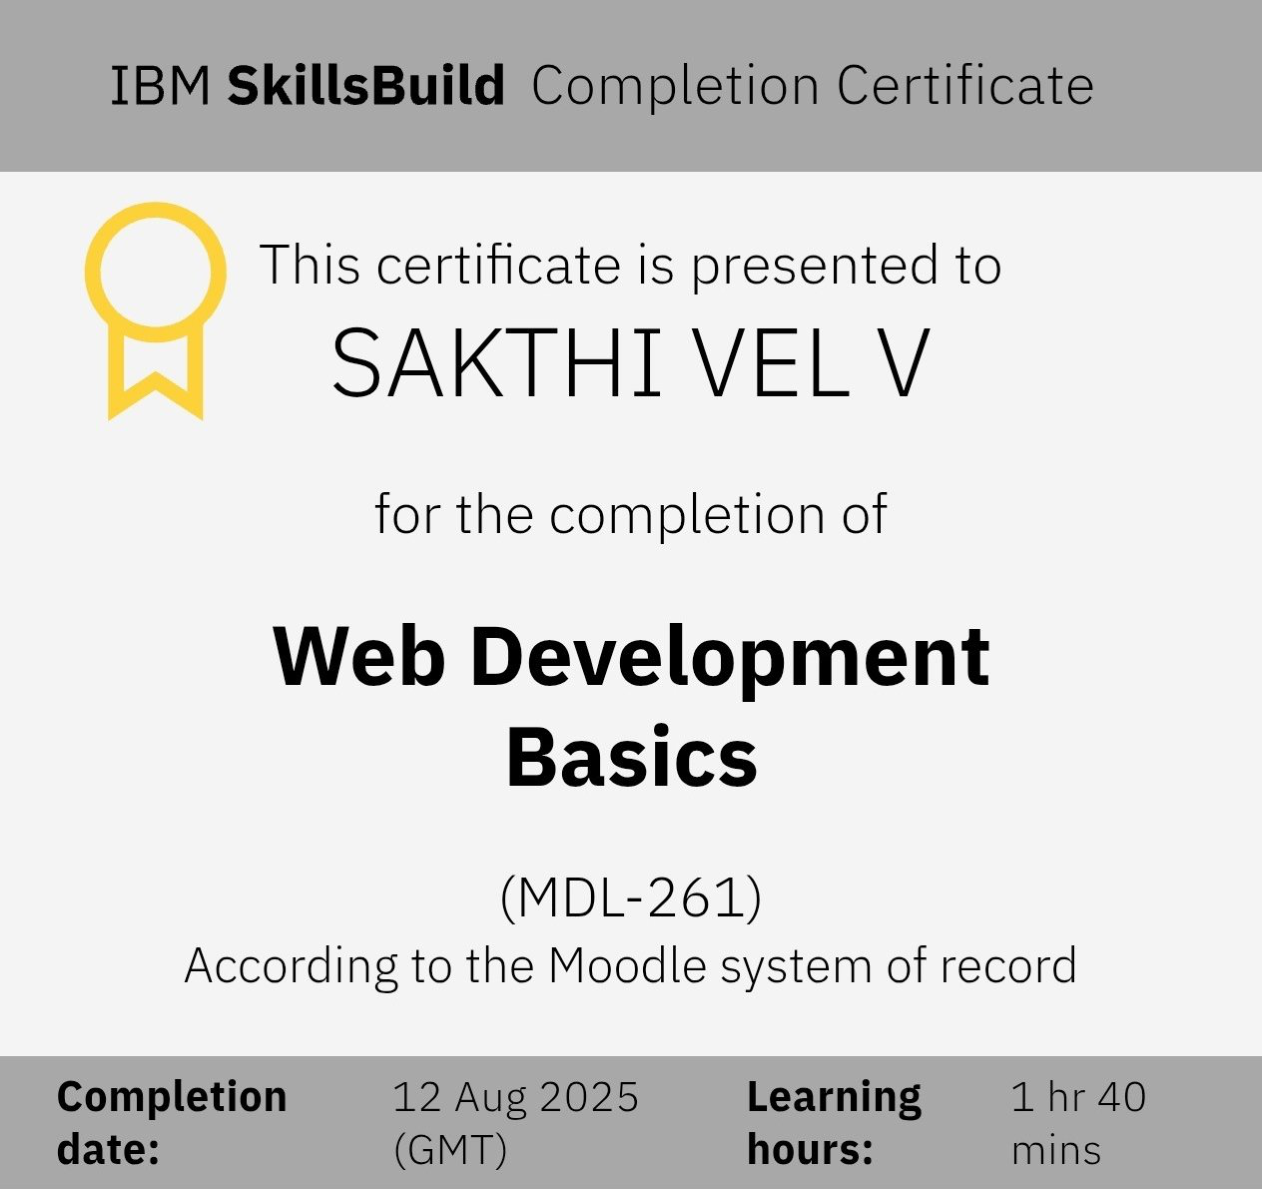 IBM SkillsBuild Completion Certificate
This certificate is presented to
SAKTHI VEL V
for the completion of
Web Development
Basics
(MDL-261)
According to the Moodle system of record
Completion date:
12 Aug 2025 (GMT)
Learning hours:
1 hr 40 mins